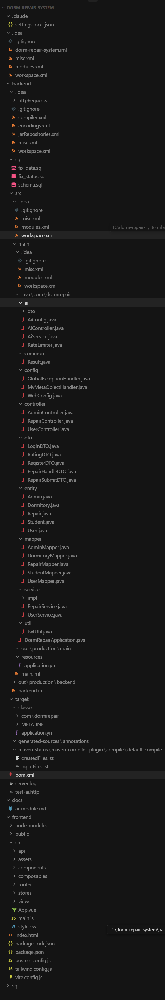 DORM-REPAIR-SYSTEM
.claude
settings.local.json
.idea
.gitignore
dorm-repair-system.iml
misc.xml
modules.xml
workspace.xml
backend
.idea
httpRequests
.gitignore
compiler.xml
encodings.xml
jarRepositories.xml
misc.xml
workspace.xml
sql
fix_data.sql
fix_status.sql
schema.sql
src
.idea
.gitignore
misc.xml
modules.xml
D:\dorm-repair-system\ba
workspace.xml
main
.idea
.gitignore
misc.xml
modules.xml
workspace.xml
java\com\dormrepair
ai
dto
AiConfig.java
AiController.java
AiService.java
RateLimiter.java
common
Result.java
config
GlobalExceptionHandler.java
MyMetaObjectHandler.java
WebConfig.java
controller
AdminController.java
RepairController.java
UserController.java
dto
LoginDTO.java
RatingDTO.java
RegisterDTO.java
RepairHandleDTO.java
RepairSubmitDTO.java
entity
Admin.java
Dormitory.java
Repair.java
Student.java
User.java
mapper
AdminMapper.java
DormitoryMapper.java
RepairMapper.java
StudentMapper.java
UserMapper.java
service
impl
RepairService.java
UserService.java
util
JwtUtil.java
DormRepairApplication.java
out\production\main
resources
application.yml
main.iml
out\production\backend
backend.iml
target
classes
com\dormrepair
META-INF
application.yml
generated-sources\annotations
maven-status\maven-compiler-plugin\compile\default-compile
createdFiles.lst
inputFiles.lst
pom.xml
server.log
test-ai.http
docs
ai_module.md
frontend
node_modules
public
src
api
assets
components
composables
router
stores
views
App.vue
main.js
style.css
D:\dorm-repair-system\bac
index.html
package-lock.json
package.json
postcss.config.js
tailwind.config.js
vite.config.js
sql